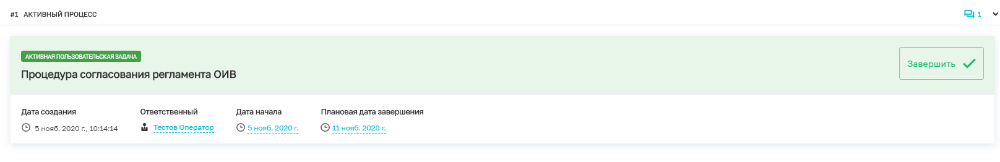 #1 АКТИВНЫЙ ПРОЦЕСС 1
АКТИВНАЯ ПОЛЬЗОВАТЕЛЬСКАЯ ЗАДАЧА
Процедура согласования регламента ОИВ
Завершить
Дата создания Ответственный Дата начала Плановая дата завершения
5 нояб. 2020 г., 10:14:14 Тестов Оператор 5 нояб. 2020 г. 11 нояб. 2020 г.